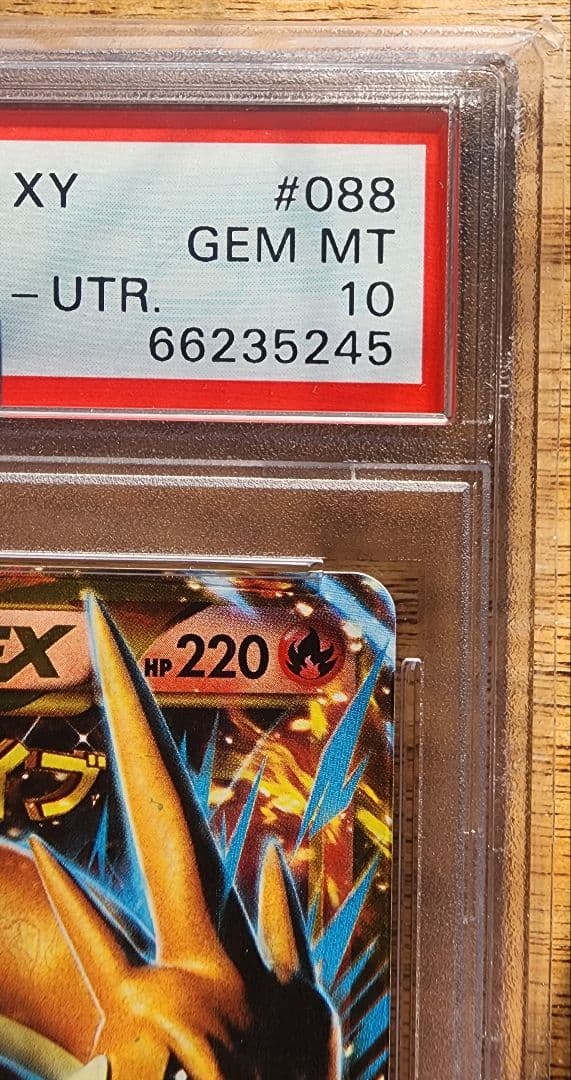 XY #088
GEM MT
– UTR. 10
66235245
EX HP 220